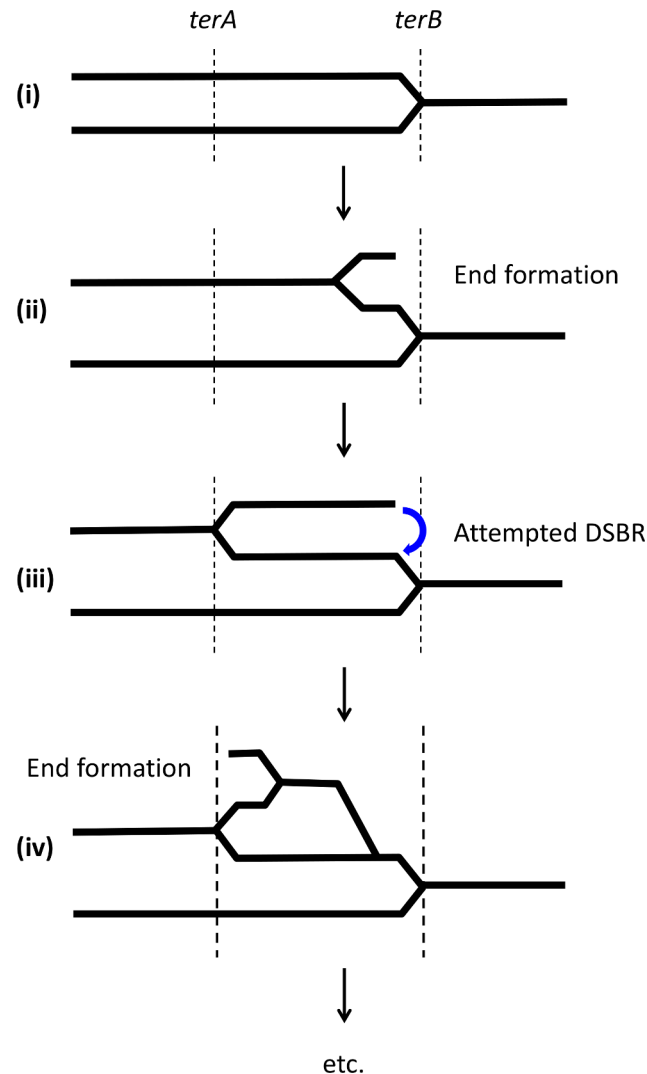 terA terB
(i)
(ii)
End formation
(iii)
Attempted DSBR
End formation
(iv)
etc.